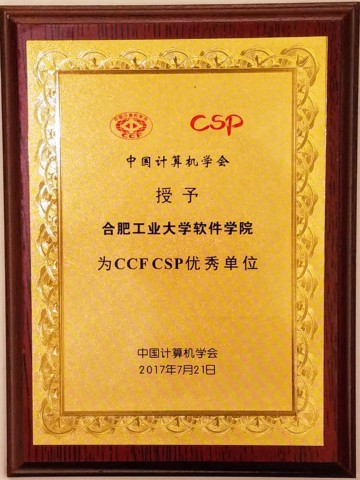 CCF
CSP
中国计算机学会
授予
合肥工业大学软件学院
为CCF CSP优秀单位
中国计算机学会
2017年7月21日